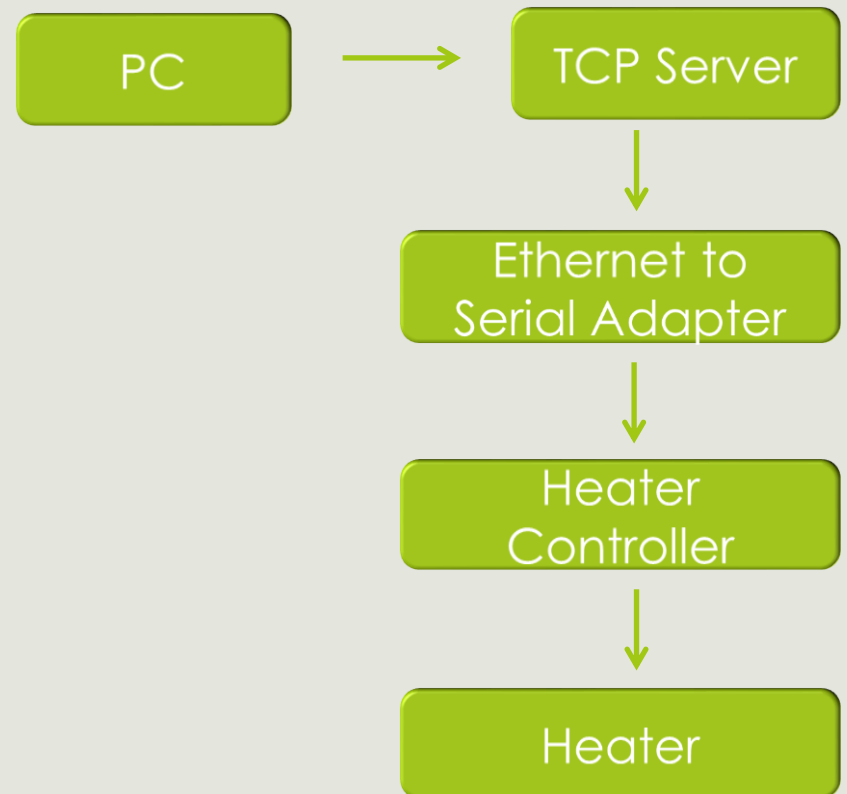 PC
TCP Server
Ethernet to
Serial Adapter
Heater
Controller
Heater